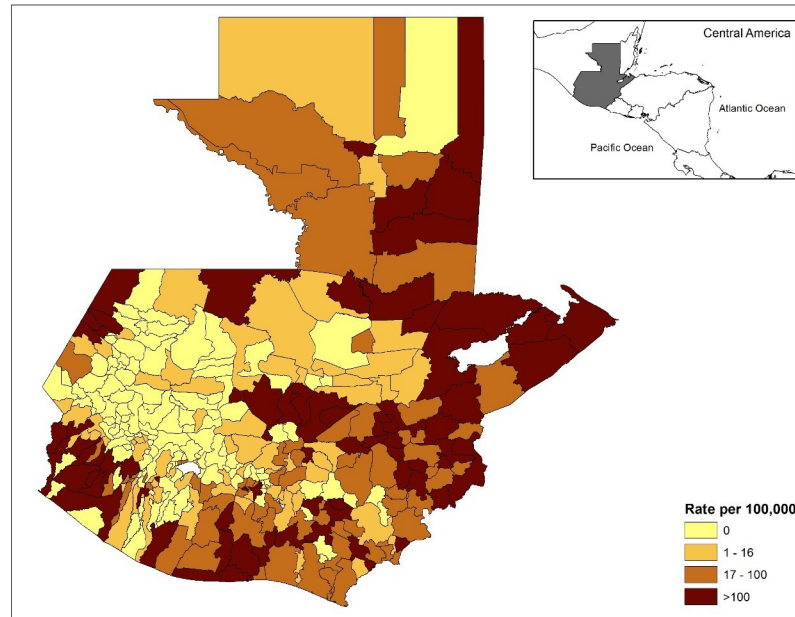 Central America
Atlantic Ocean
Pacific Ocean
Rate per 100,000
0
1 - 16
17 - 100
>100